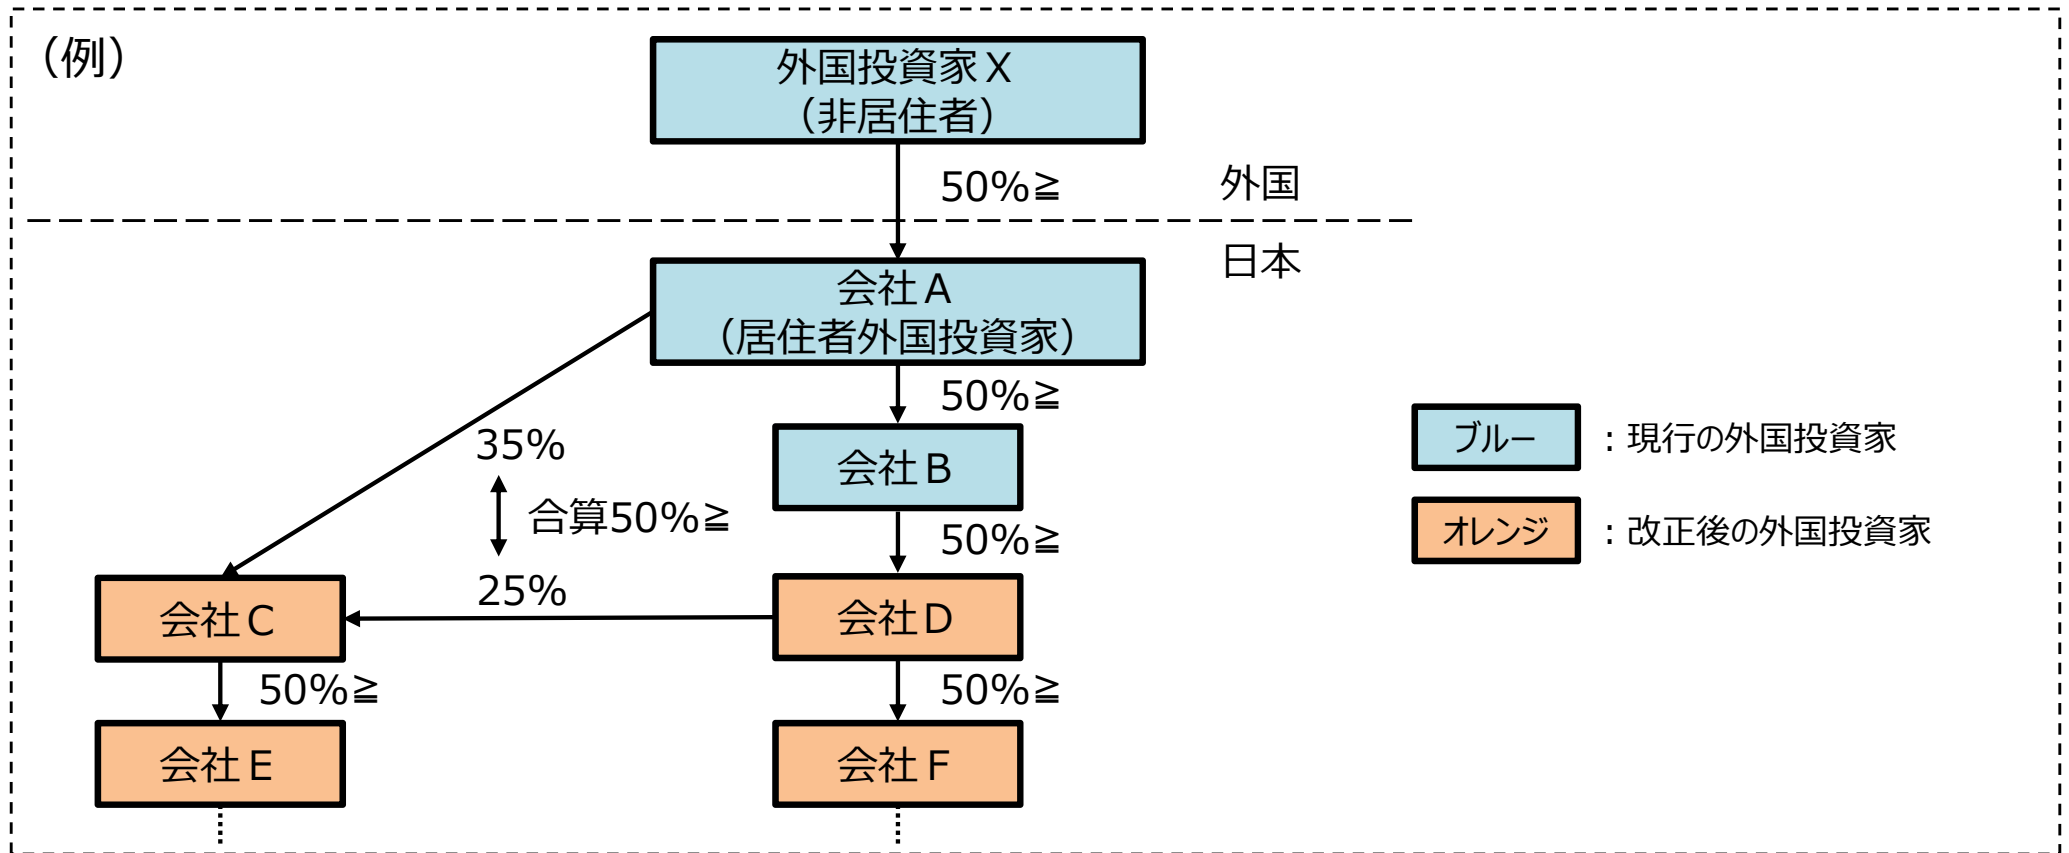 （例）
外国投資家X
（非居住者）
50%≧
外国
日本
会社A
（居住者外国投資家）
50%≧
35%
合算50%≧
25%
会社B
50%≧
会社C
会社D
50%≧
50%≧
会社E
会社F
ブルー ：現行の外国投資家
オレンジ ：改正後の外国投資家